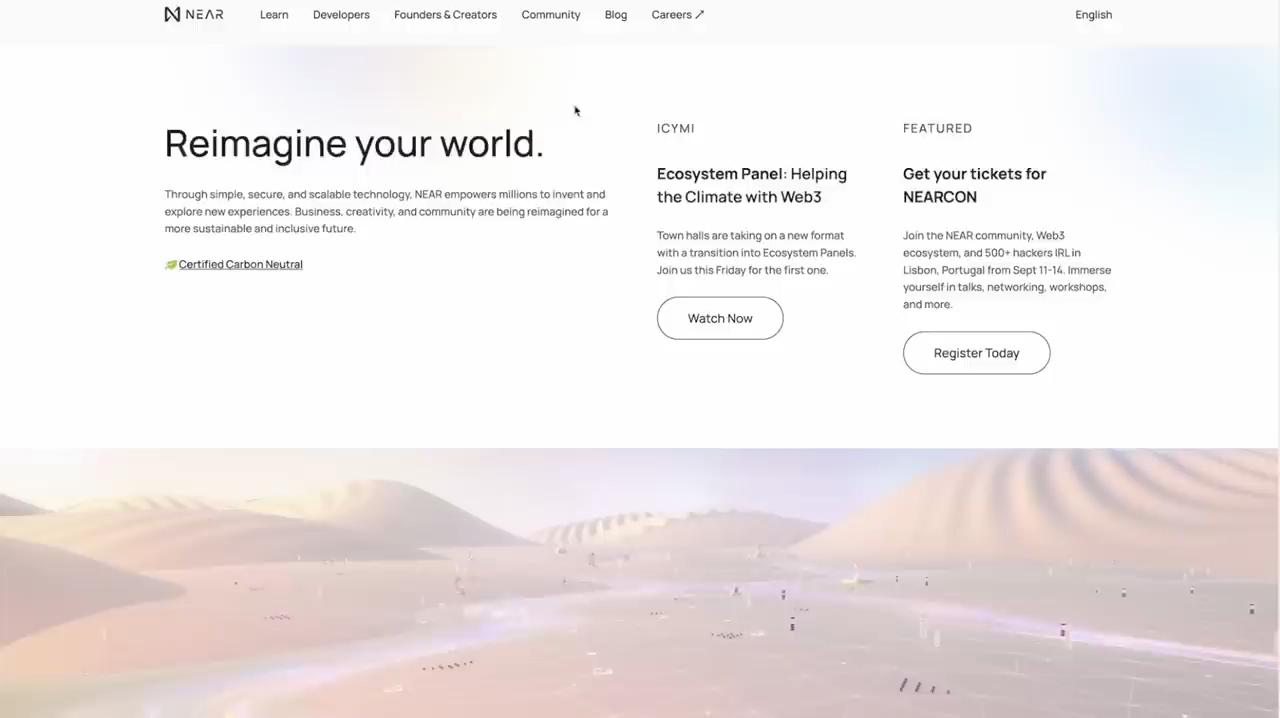 NEAR
Learn
Developers
Founders & Creators
Community
Blog
Careers ↗
English
Reimagine your world.
Through simple, secure, and scalable technology, NEAR empowers millions to invent and
explore new experiences. Business, creativity, and community are being reimagined for a
more sustainable and inclusive future.
Certified Carbon Neutral
ICYMI
Ecosystem Panel: Helping
the Climate with Web3
Town halls are taking on a new format
with a transition into Ecosystem Panels.
Join us this Friday for the first one.
Watch Now
FEATURED
Get your tickets for
NEARCON
Join the NEAR community, Web3
ecosystem, and 500+ hackers IRL in
Lisbon, Portugal from Sept 11-14. Immerse
yourself in talks, networking, workshops,
and more.
Register Today